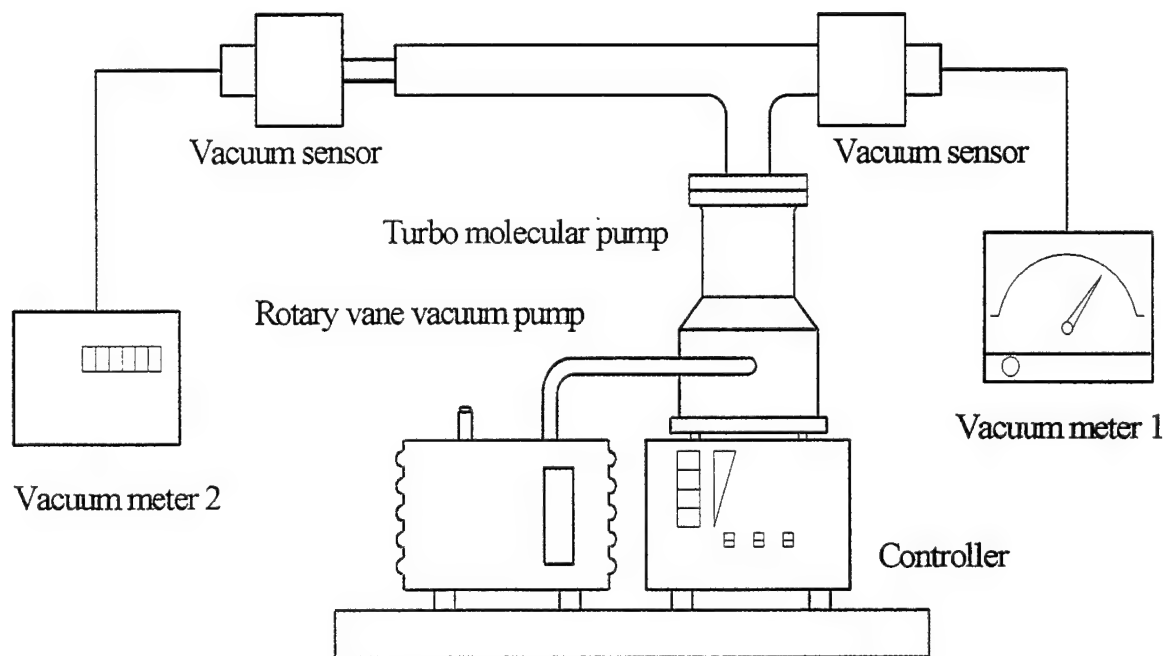 Vacuum sensor
Vacuum sensor
Turbo molecular pump
Rotary vane vacuum pump
Vacuum meter 1
Vacuum meter 2
Controller